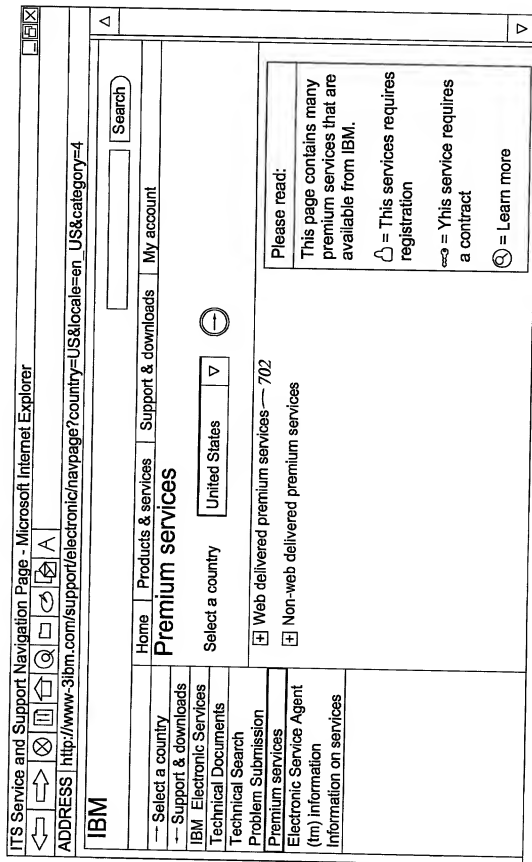 ITS Service and Support Navigation Page - Microsoft Internet Explorer
A
ADDRESS http://www-3ibm.com/support/electronic/navpage?country=US&locale=en_US&category=4
IBM
Search
Home Products & services Support & downloads My account
Select a country
Support & downloads
IBM Electronic Services
Technical Documents
Technical Search
Problem Submission
Premium services
Electronic Service Agent
(tm) information
Information on services
Premium services
Select a country United States
+ Web delivered premium services 702
+ Non-web delivered premium services
Please read:
This page contains many
premium services that are
available from IBM.
= This services requires
registration
= Yhis service requires
a contract
= Learn more